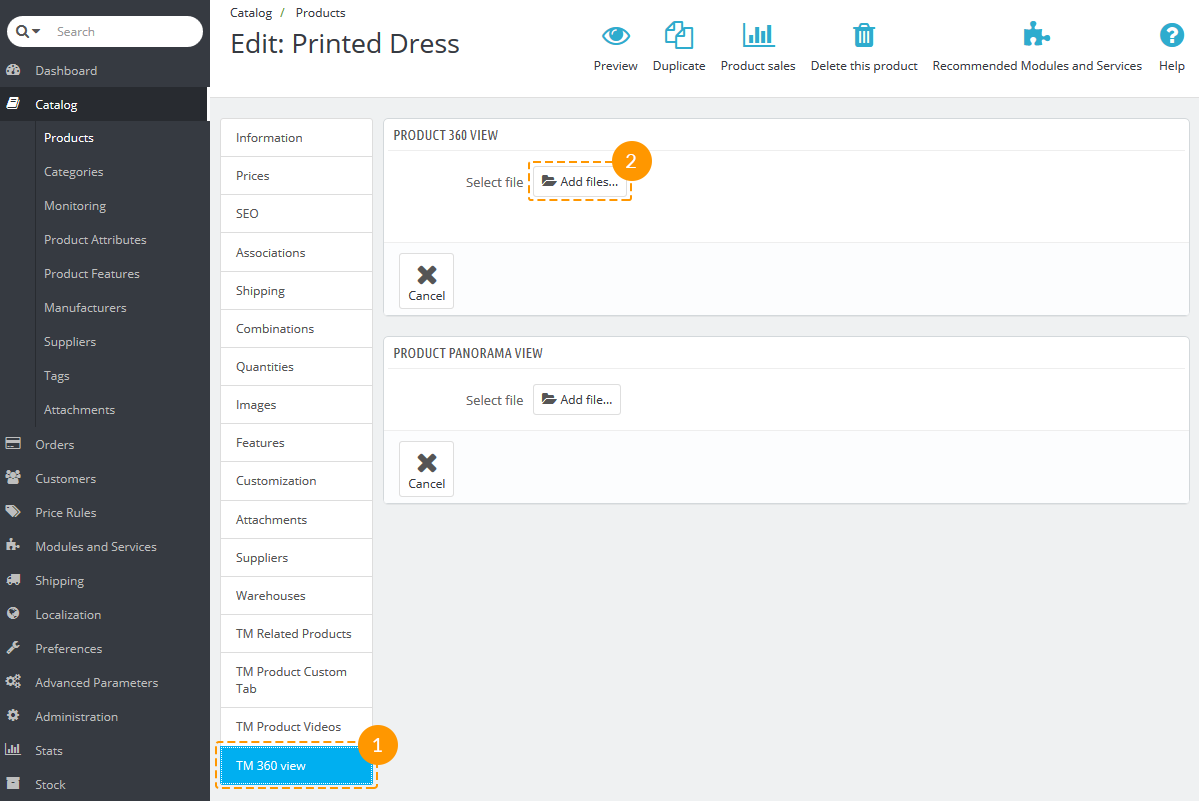 Search
Dashboard
Catalog
Products
Categories
Monitoring
Product Attributes
Product Features
Manufacturers
Suppliers
Tags
Attachments
Orders
Customers
Price Rules
Modules and Services
Shipping
Localization
Preferences
Advanced Parameters
Administration
Stats
Stock
Catalog / Products
Edit: Printed Dress
Preview
Duplicate
Product sales
Delete this product
Recommended Modules and Services
Help
Information
Prices
SEO
Associations
Shipping
Combinations
Quantities
Images
Features
Customization
Attachments
Suppliers
Warehouses
TM Related Products
TM Product Custom
Tab
TM Product Videos
TM 360 view
1
PRODUCT 360 VIEW
Select file Add files...
2
Cancel
PRODUCT PANORAMA VIEW
Select file Add file...
Cancel